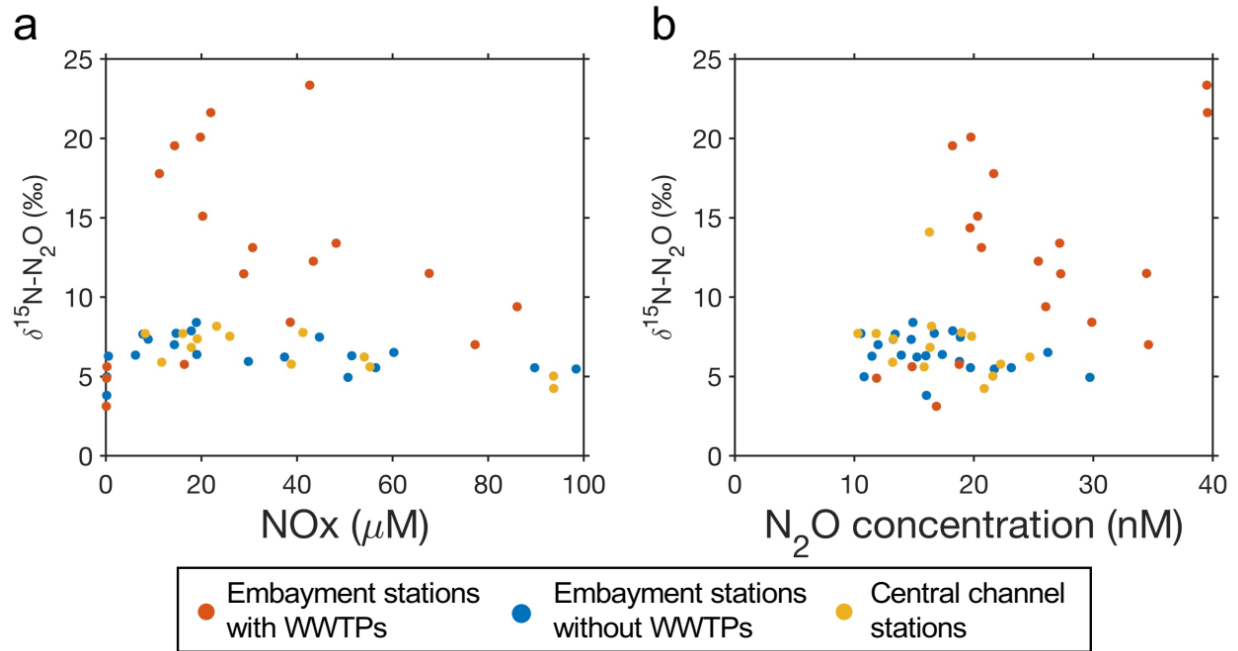 a
b
25
20
15
10
5
0
δ15N-N2O (‰)
0 20 40 60 80 100
NOx (μM)
25
20
15
10
5
0
δ15N-N2O (‰)
0 10 20 30 40
N2O concentration (nM)
Embayment stations
with WWTPs
Embayment stations
without WWTPs
Central channel
stations